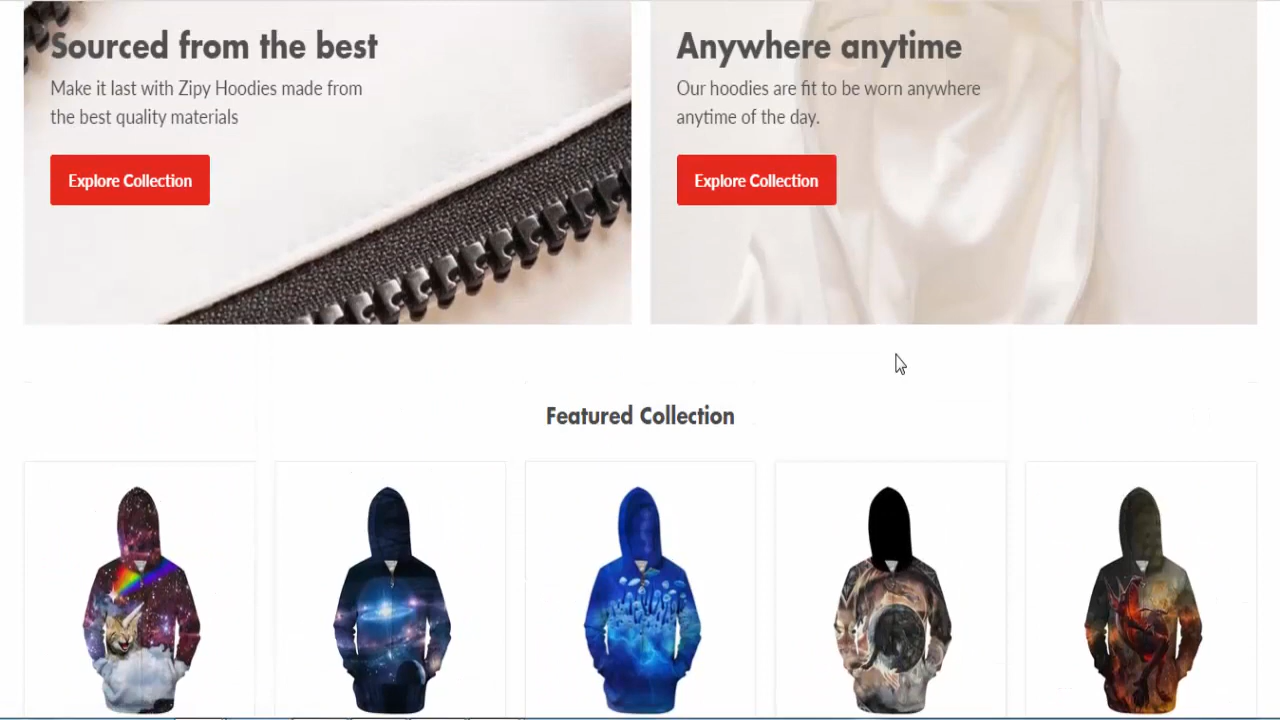 Sourced from the best
Make it last with Zipy Hoodies made from
the best quality materials
Explore Collection
Anywhere anytime
Our hoodies are fit to be worn anywhere
anytime of the day.
Explore Collection
Featured Collection